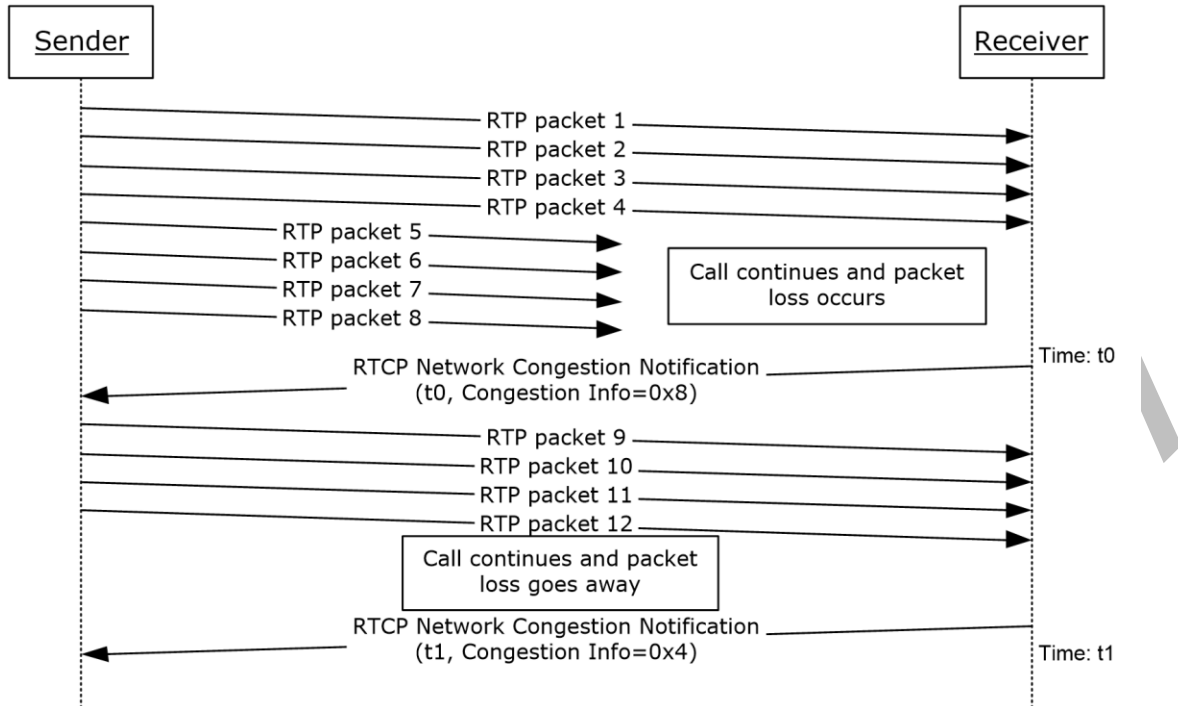 Sender
Receiver
RTP packet 1
RTP packet 2
RTP packet 3
RTP packet 4
RTP packet 5
RTP packet 6
RTP packet 7
RTP packet 8
Call continues and packet
loss occurs
Time: t0
RTCP Network Congestion Notification
(t0, Congestion Info=0x8)
RTP packet 9
RTP packet 10
RTP packet 11
RTP packet 12
Call continues and packet
loss goes away
RTCP Network Congestion Notification
(t1, Congestion Info=0x4)
Time: t1